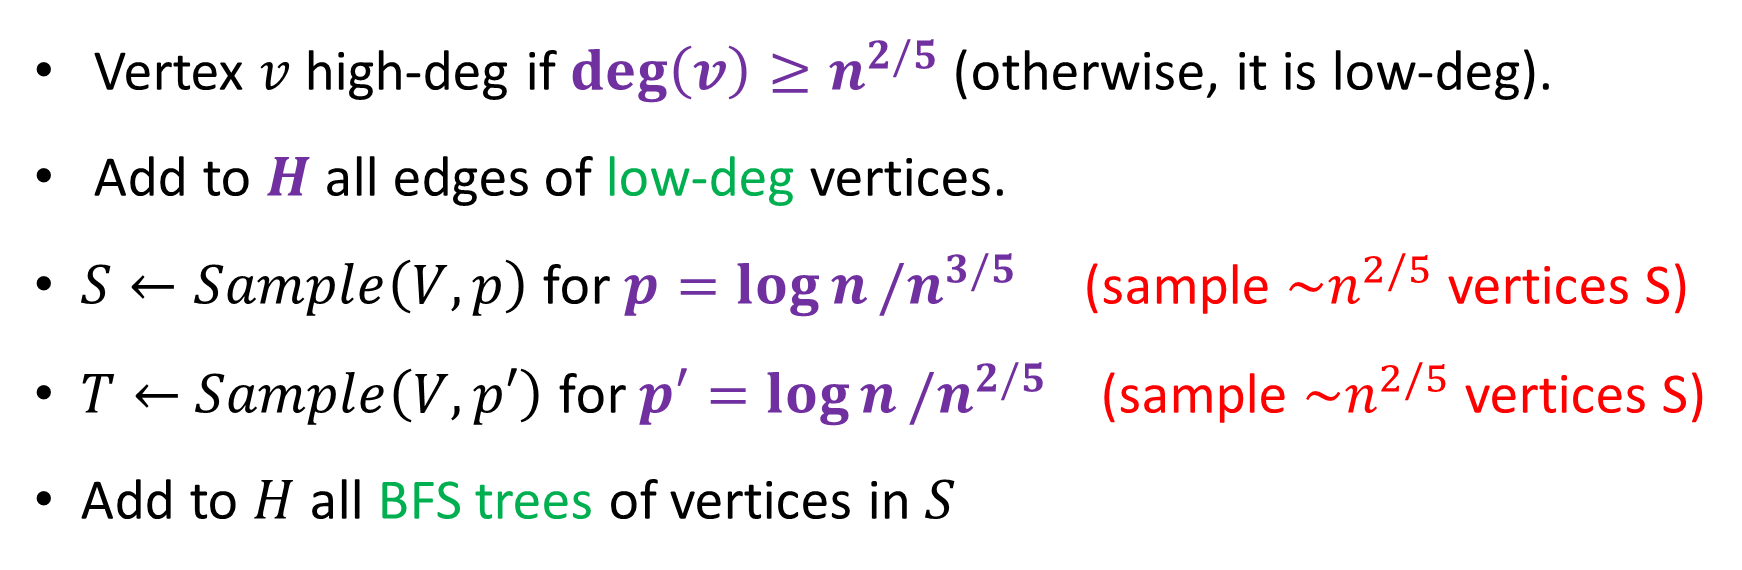 • Vertex 𝑣 high-deg if 𝐝𝐞𝐠(𝒗) ≥ 𝒏^{𝟐/𝟓} (otherwise, it is low-deg).
• Add to 𝑯 all edges of low-deg vertices.
• 𝑆 ← 𝑆𝑎𝑚𝑝𝑙𝑒(𝑉, 𝑝) for 𝒑 = 𝐥𝐨𝐠 𝒏 /𝒏^{𝟑/𝟓} (sample ~𝑛^{2/5} vertices S)
• 𝑇 ← 𝑆𝑎𝑚𝑝𝑙𝑒(𝑉, 𝑝′) for 𝒑′ = 𝐥𝐨𝐠 𝒏 /𝒏^{𝟐/𝟓} (sample ~𝑛^{2/5} vertices S)
• Add to 𝐻 all BFS trees of vertices in 𝑆